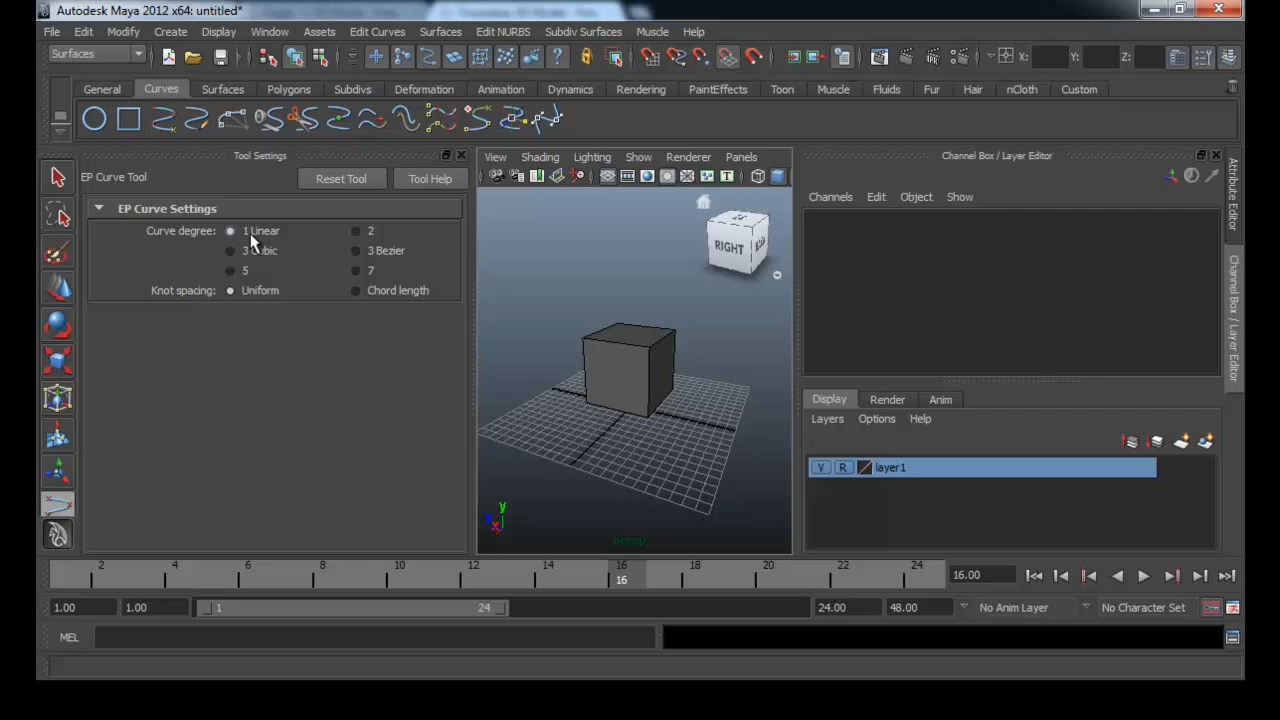 Autodesk Maya 2012 x64: untitled*
File Edit Modify Create Display Window Assets Edit Curves Surfaces Edit NURBS Subdiv Surfaces Muscle Help
Surfaces X: Y: Z:
General Curves Surfaces Polygons Subdivs Deformation Animation Dynamics Rendering PaintEffects Toon Muscle Fluids Fur Hair nCloth Custom
Tool Settings
EP Curve Tool Reset Tool Tool Help
EP Curve Settings
Curve degree: 1 Linear 2
3 Cubic 3 Bezier
5 7
Knot spacing: Uniform Chord length
View Shading Lighting Show Renderer Panels
RIGHT
y
z
x
persp
Channel Box / Layer Editor
Channels Edit Object Show
Display Render Anim
Layers Options Help
V R layer1
Attribute Editor
Channel Box / Layer Editor
2 4 6 8 10 12 14 16 18 20 22 24
16
16.00
1.00 1.00 1 24 24.00 48.00 No Anim Layer No Character Set
MEL